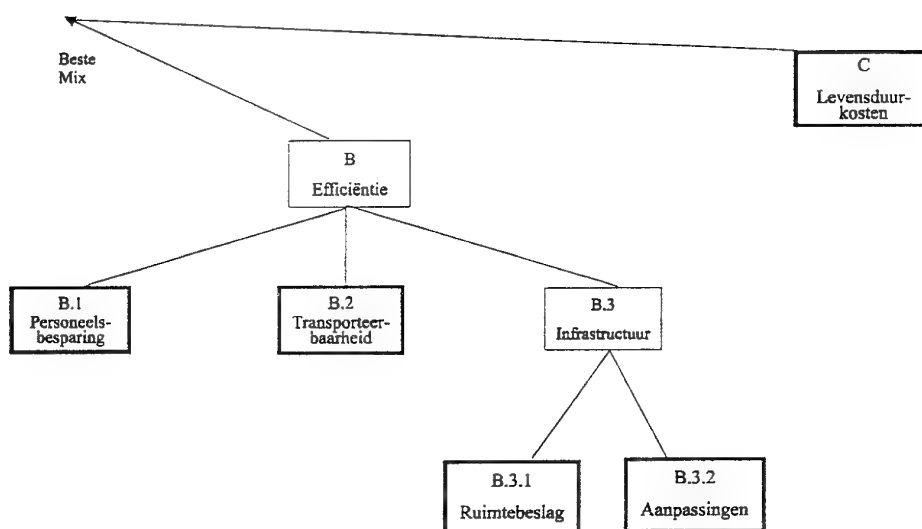 Beste
Mix
C
Levensduur-
kosten
B
Efficiëntie
B.1
Personeels-
besparing
B.2
Transporteer-
baarheid
B.3
Infrastructuur
B.3.1
Ruimtebeslag
B.3.2
Aanpassingen